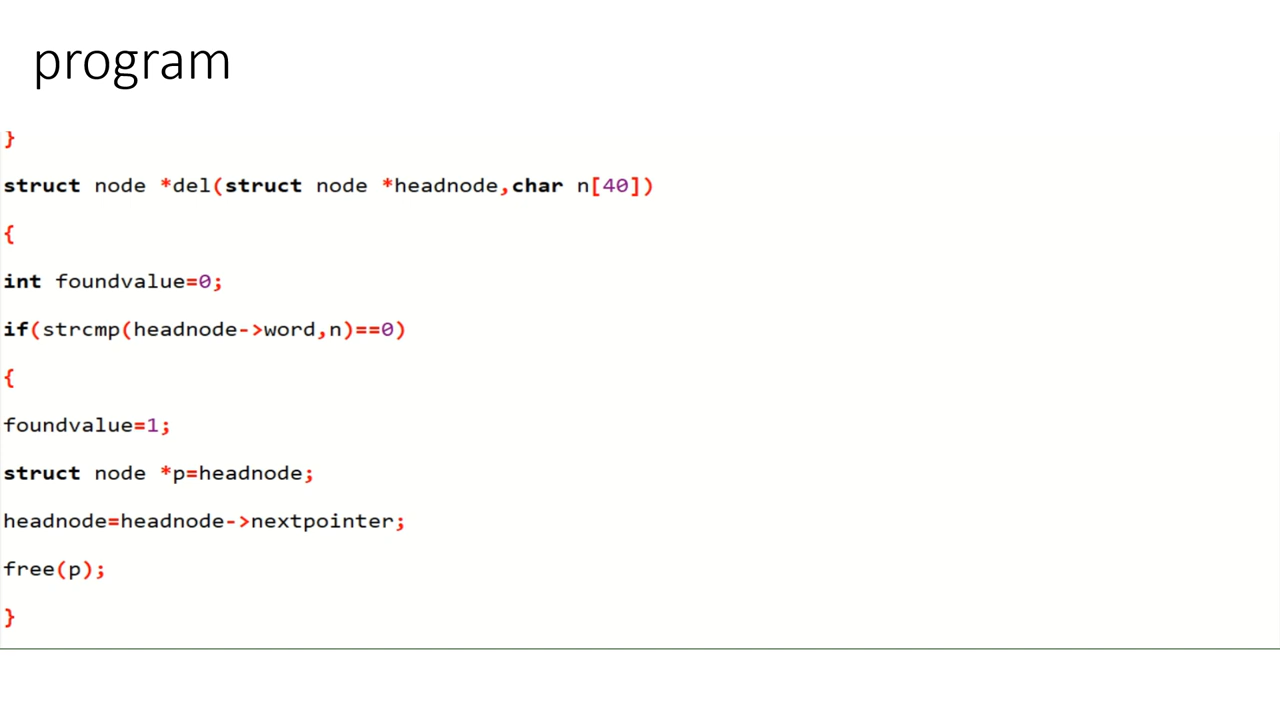 program
}
struct node *del(struct node *headnode,char n[40])
{
int foundvalue=0;
if(strcmp(headnode->word,n)==0)
{
foundvalue=1;
struct node *p=headnode;
headnode=headnode->nextpointer;
free(p);
}